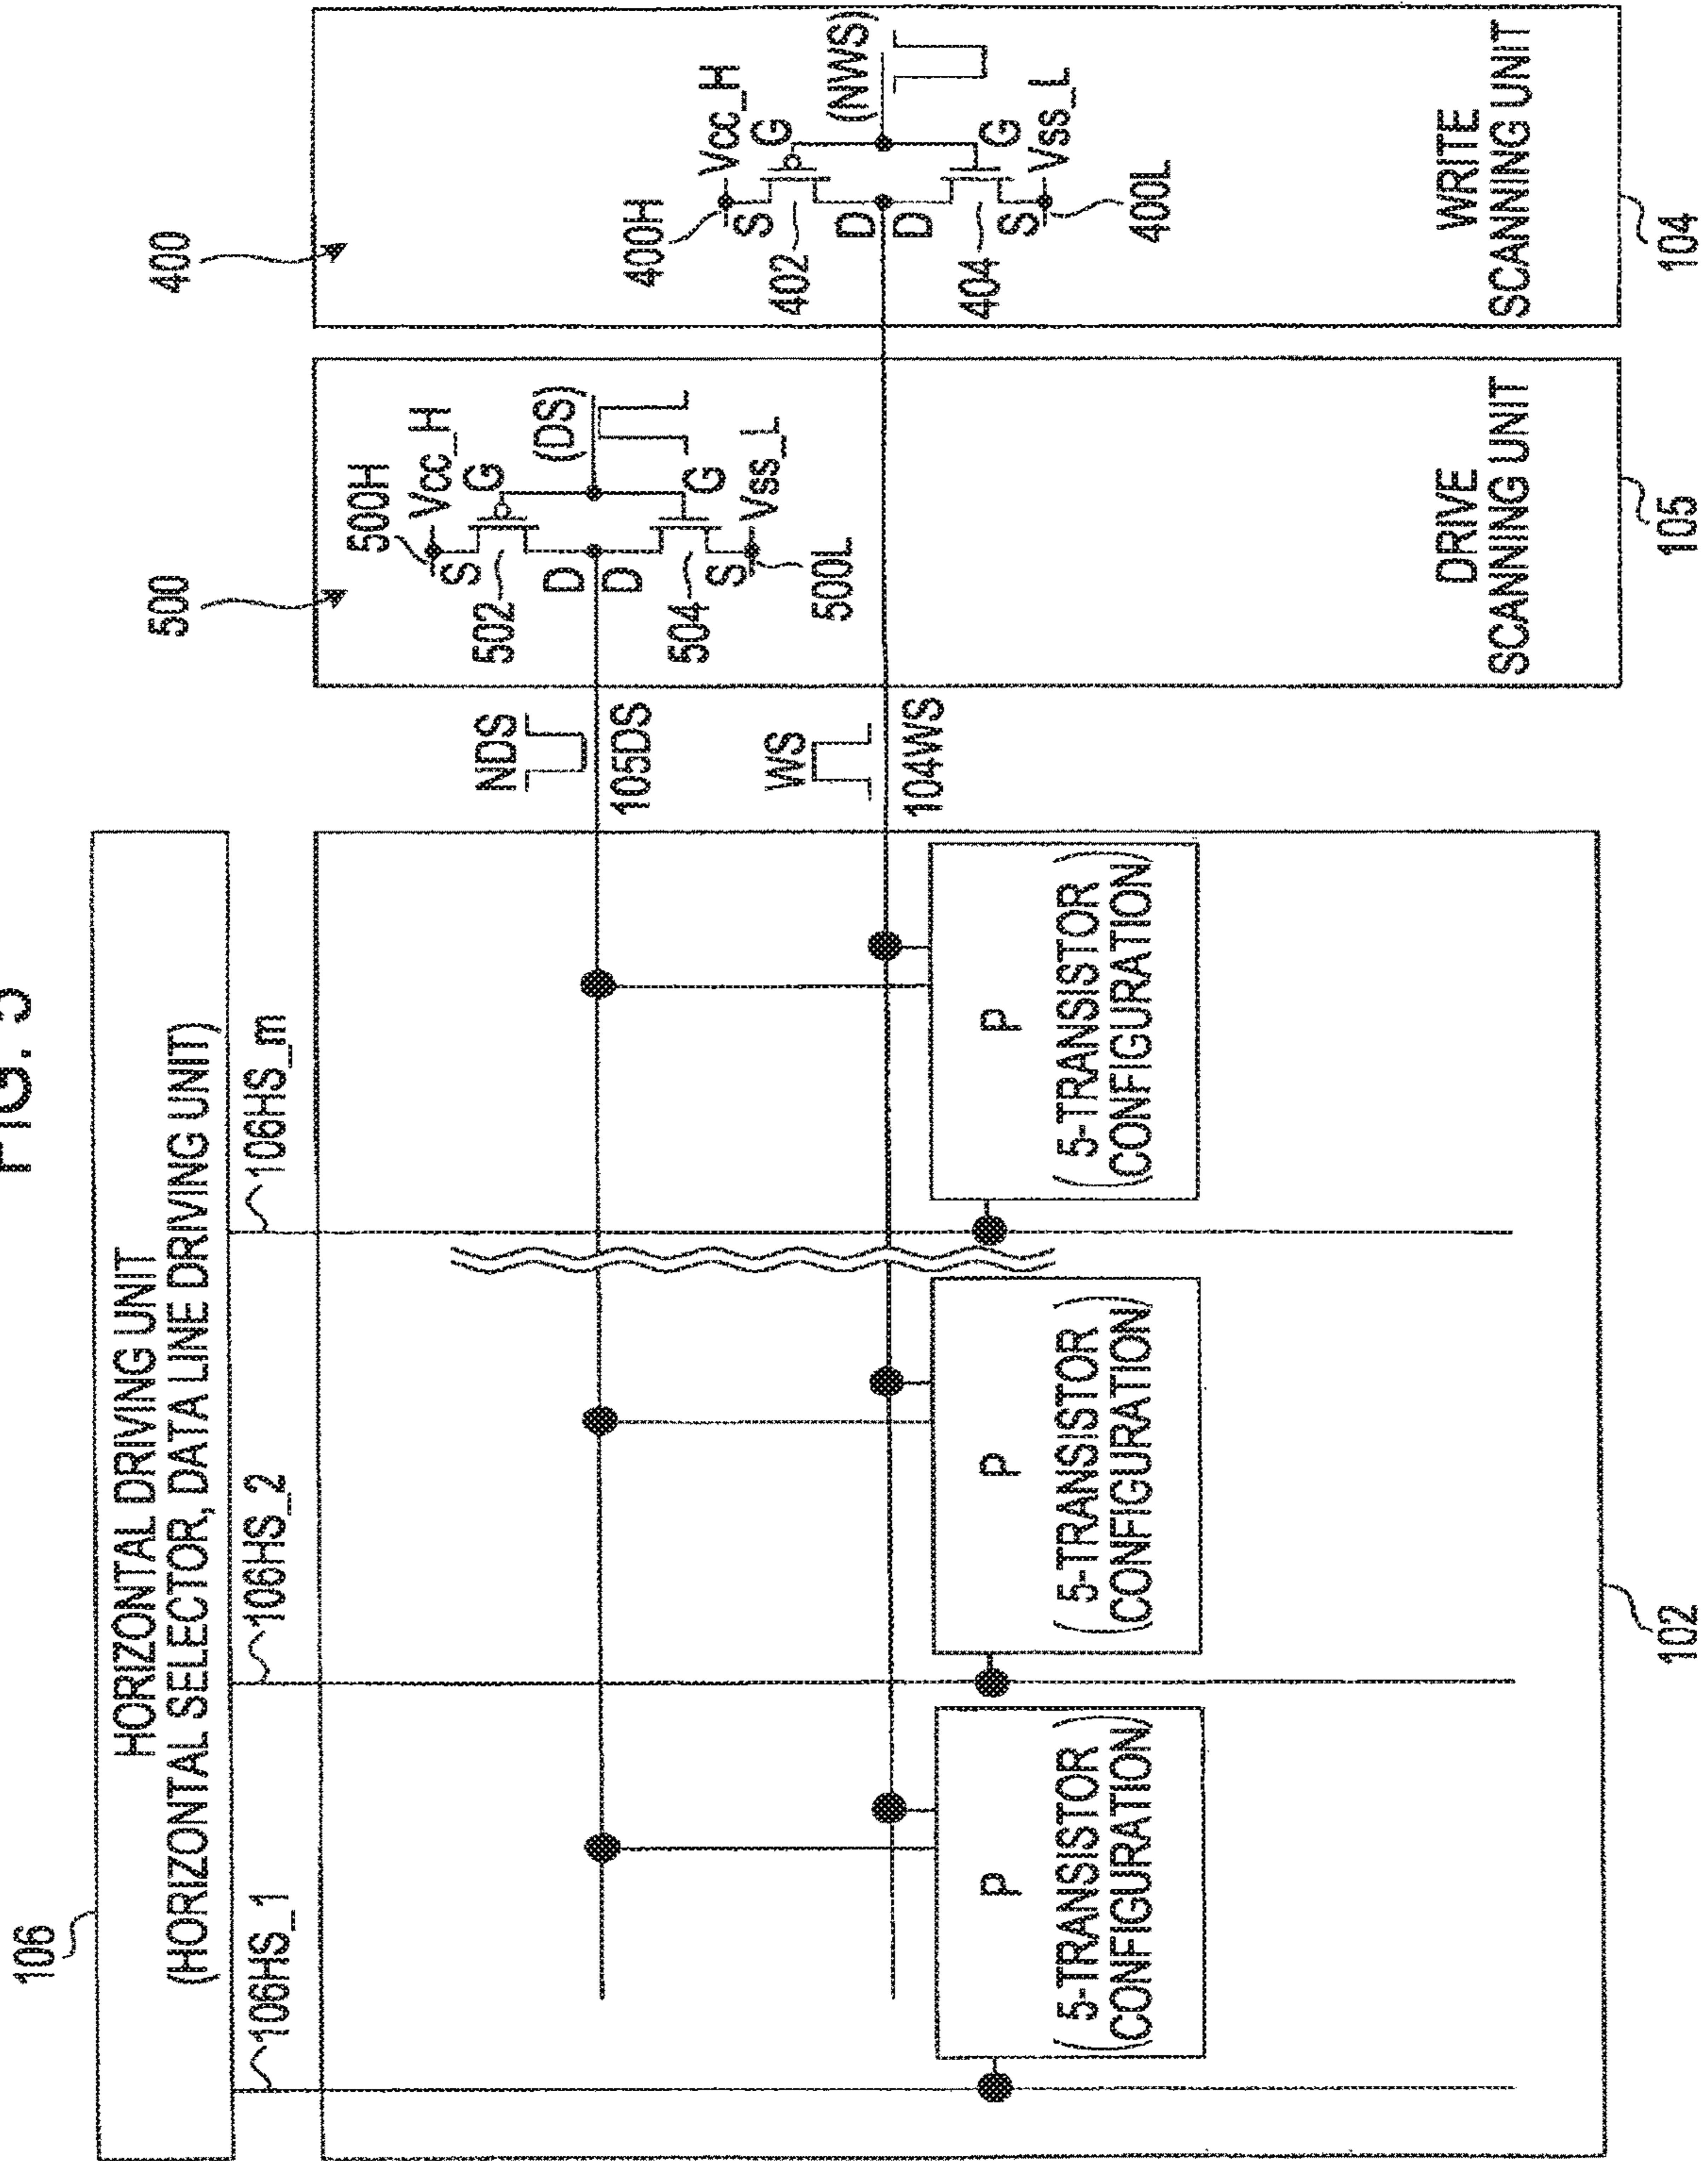 FIG. 5
106
HORIZONTAL DRIVING UNIT
(HORIZONTAL SELECTOR, DATA LINE DRIVING UNIT)
106HS_1
106HS_2
106HS_m
500
400
500H
Vcc_H
S
G
502
D
(DS)
D
504
G
S
Vss_L
500L
400H
Vcc_H
S
G
402
D
(NWS)
D
404
G
S
Vss_L
400L
NDS
105DS
WS
104WS
P
(5-TRANSISTOR
CONFIGURATION)
P
(5-TRANSISTOR
CONFIGURATION)
P
(5-TRANSISTOR
CONFIGURATION)
DRIVE
SCANNING UNIT
WRITE
SCANNING UNIT
102
105
104